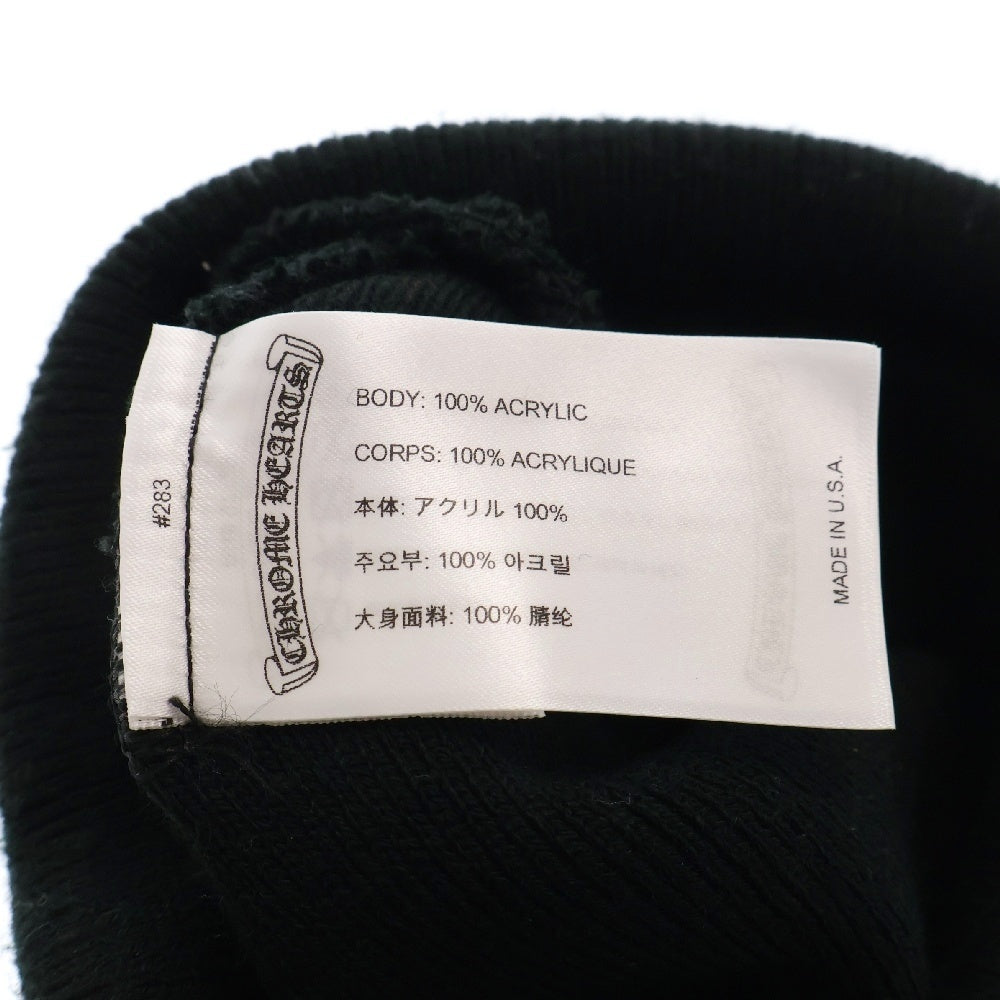 #283
CHROME HEARTS
BODY: 100% ACRYLIC
CORPS: 100% ACRYLIQUE
本体: アクリル 100%
주요부: 100% 아크릴
大身面料: 100% 腈纶
MADE IN U.S.A.